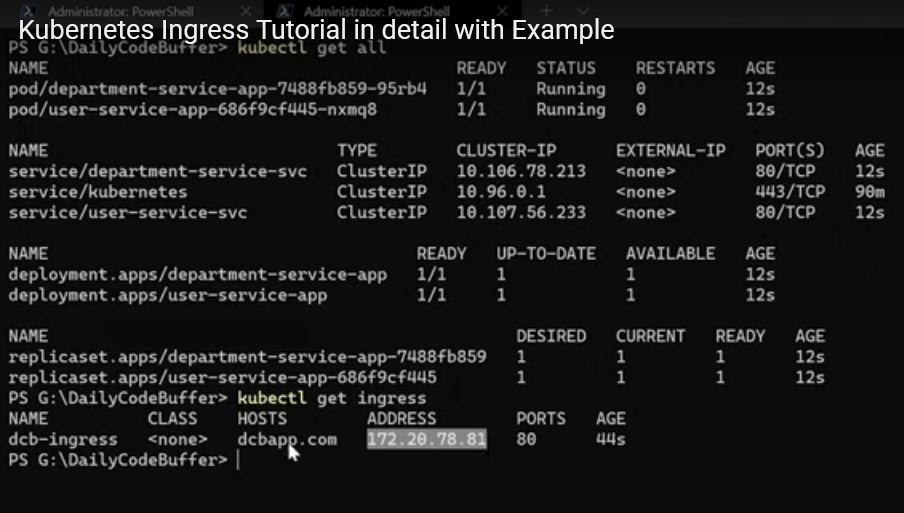 Administrator: PowerShell Administrator: PowerShell
Kubernetes Ingress Tutorial in detail with Example
PS G:\DailyCodeBuffer> kubectl get all
NAME READY STATUS RESTARTS AGE
pod/department-service-app-7488fb859-95rb4 1/1 Running 0 12s
pod/user-service-app-686f9cf445-nxmq8 1/1 Running 0 12s
NAME TYPE CLUSTER-IP EXTERNAL-IP PORT(S) AGE
service/department-service-svc ClusterIP 10.106.78.213 <none> 80/TCP 12s
service/kubernetes ClusterIP 10.96.0.1 <none> 443/TCP 90m
service/user-service-svc ClusterIP 10.107.56.233 <none> 80/TCP 12s
NAME READY UP-TO-DATE AVAILABLE AGE
deployment.apps/department-service-app 1/1 1 1 12s
deployment.apps/user-service-app 1/1 1 1 12s
NAME DESIRED CURRENT READY AGE
replicaset.apps/department-service-app-7488fb859 1 1 1 12s
replicaset.apps/user-service-app-686f9cf445 1 1 1 12s
PS G:\DailyCodeBuffer> kubectl get ingress
NAME CLASS HOSTS ADDRESS PORTS AGE
dcb-ingress <none> dcbapp.com 172.20.78.81 80 44s
PS G:\DailyCodeBuffer>